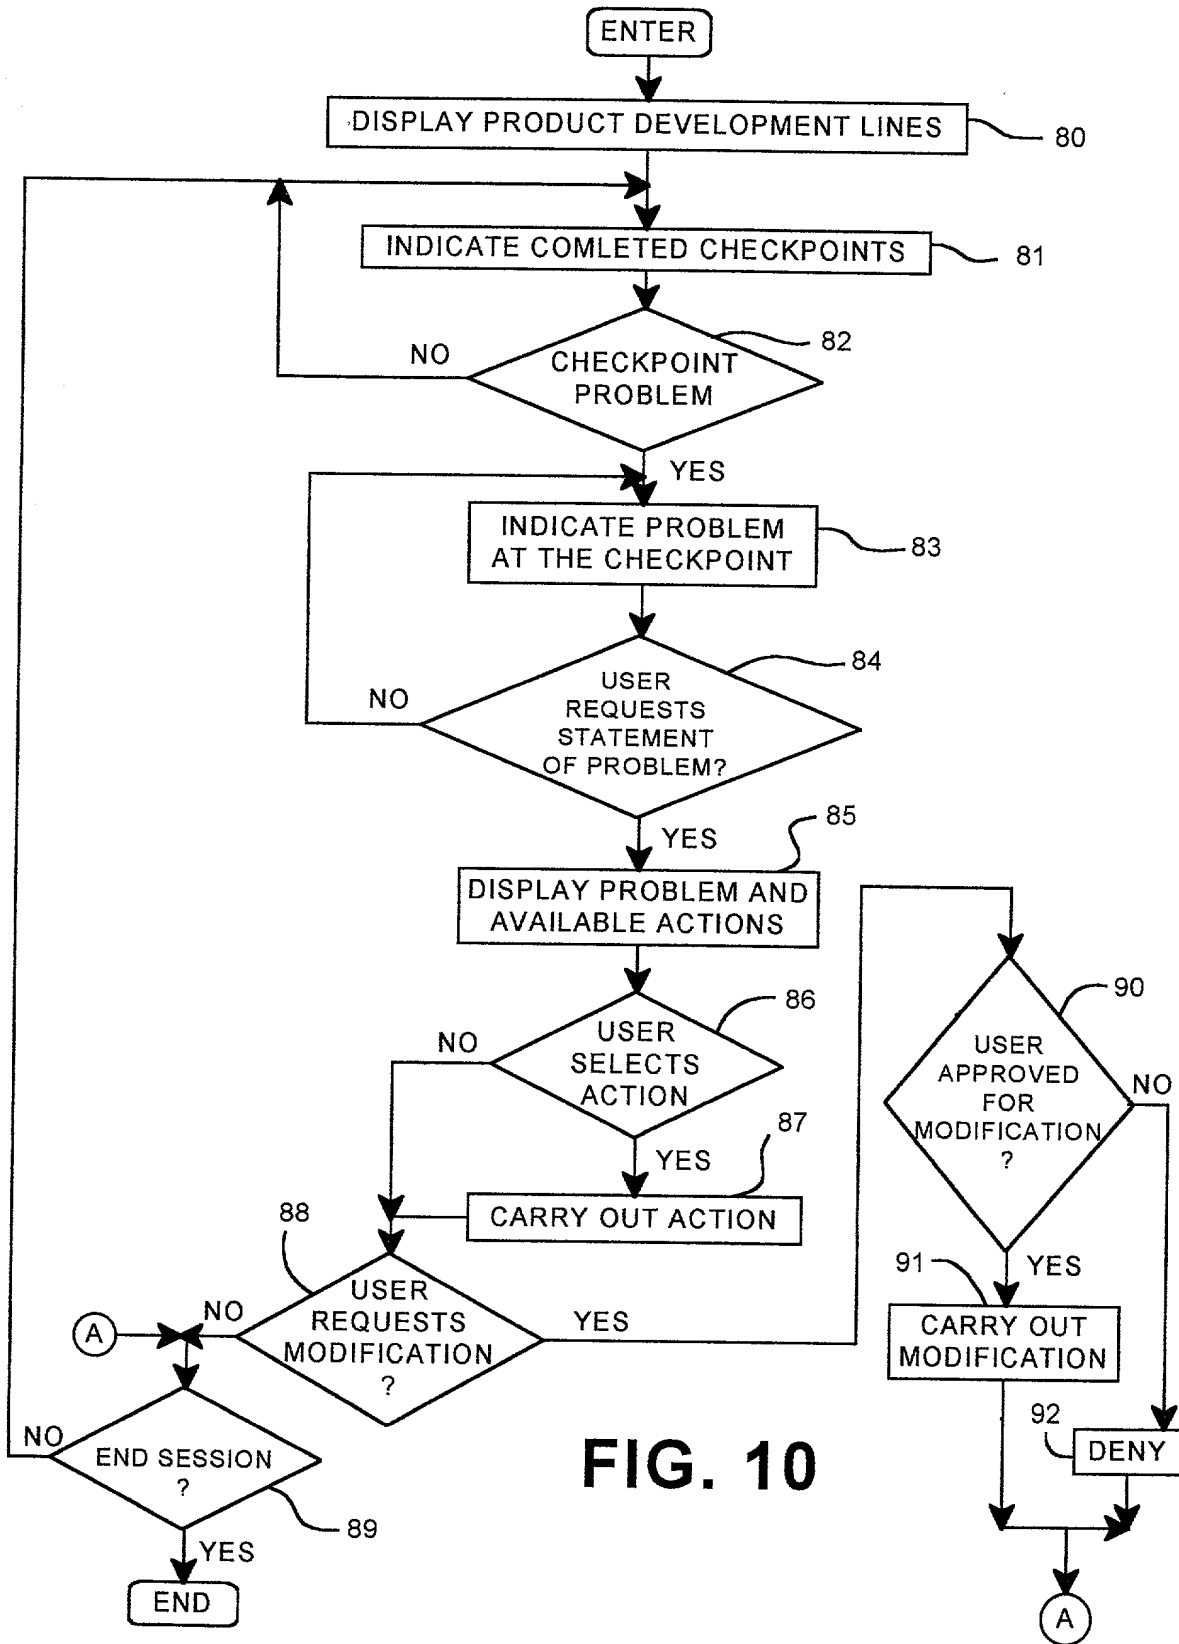 ENTER
DISPLAY PRODUCT DEVELOPMENT LINES
80
INDICATE COMLETED CHECKPOINTS
81
82
NO
CHECKPOINT
PROBLEM
YES
INDICATE PROBLEM
AT THE CHECKPOINT
83
84
NO
USER
REQUESTS
STATEMENT
OF PROBLEM?
YES
85
DISPLAY PROBLEM AND
AVAILABLE ACTIONS
86
NO
USER
SELECTS
ACTION
YES
87
CARRY OUT ACTION
88
A
NO
USER
REQUESTS
MODIFICATION
?
YES
90
USER
APPROVED
FOR
MODIFICATION
?
NO
YES
91
CARRY OUT
MODIFICATION
92
DENY
A
NO
END SESSION
?
89
YES
END
FIG. 10